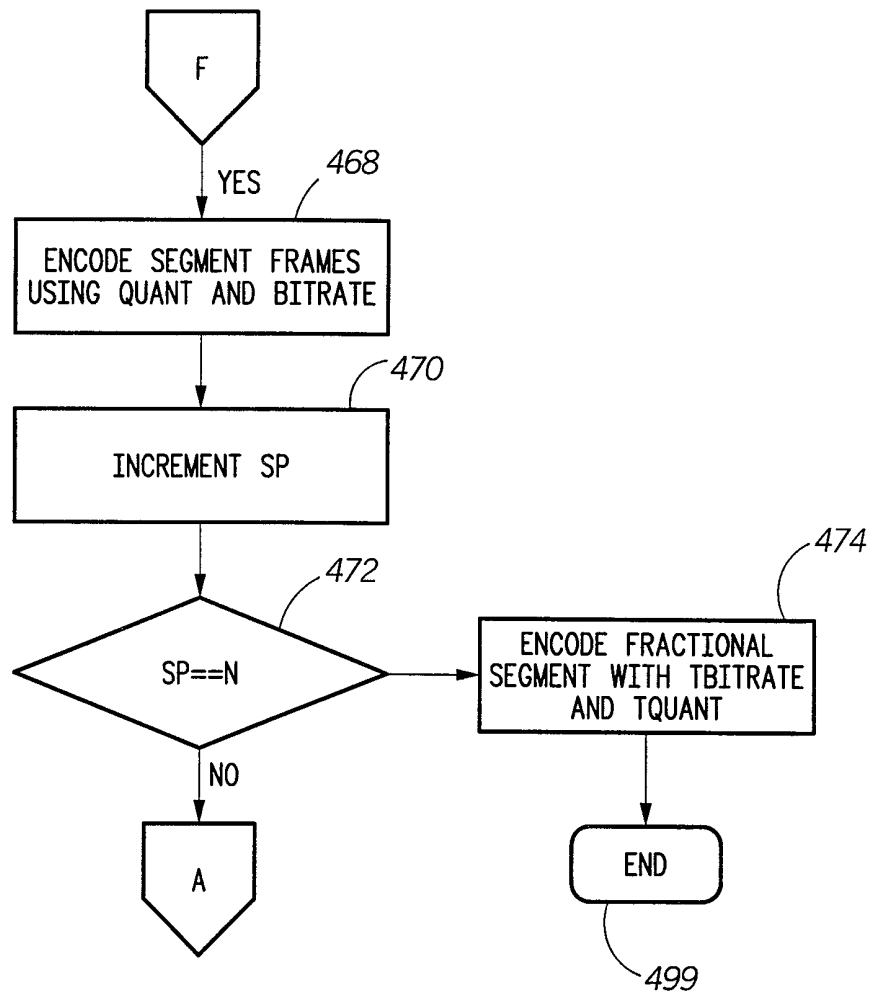 F
YES
468
ENCODE SEGMENT FRAMES
USING QUANT AND BITRATE
470
INCREMENT SP
472
SP==N
474
ENCODE FRACTIONAL
SEGMENT WITH TBITRATE
AND TQUANT
NO
A
END
499